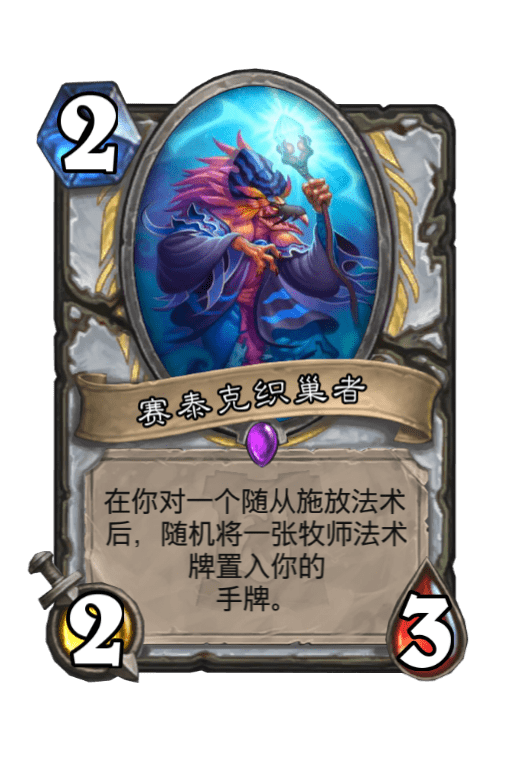 2
赛泰克织巢者
在你对一个随从施放法术
后，随机将一张牧师法术
牌置入你的
手牌。
2
3